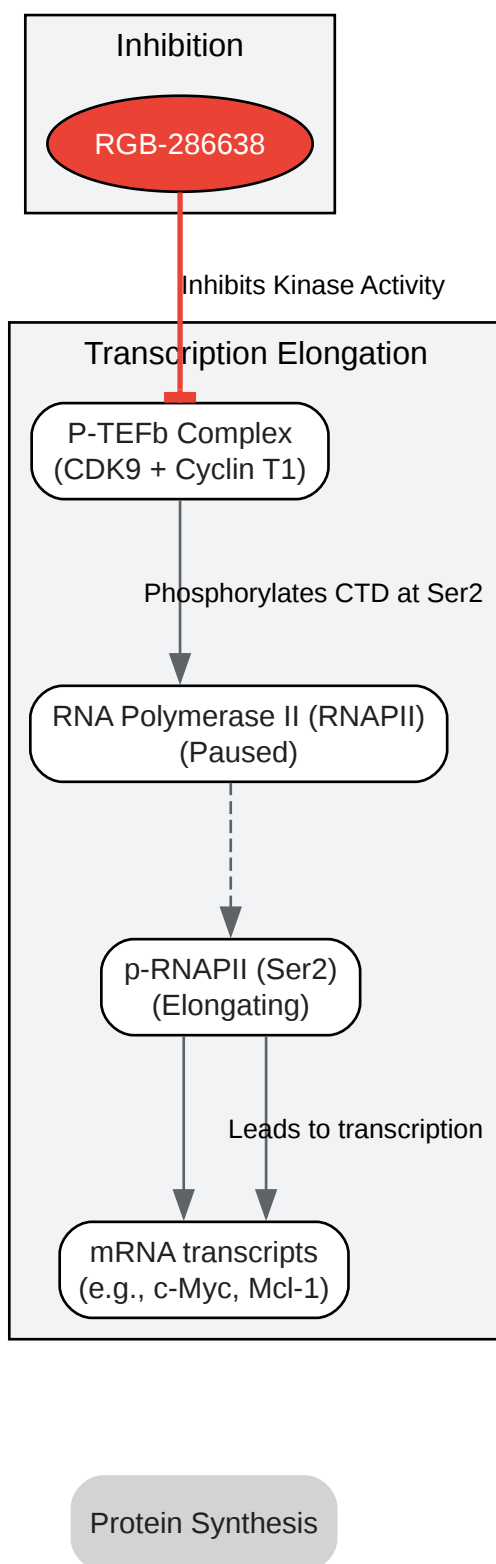 Inhibition
RGB-286638
Inhibits Kinase Activity
Transcription Elongation
P-TEFb Complex
(CDK9 + Cyclin T1)
Phosphorylates CTD at Ser2
RNA Polymerase II (RNAPII)
(Paused)
p-RNAPII (Ser2)
(Elongating)
Leads to transcription
mRNA transcripts
(e.g., c-Myc, Mcl-1)
Protein Synthesis